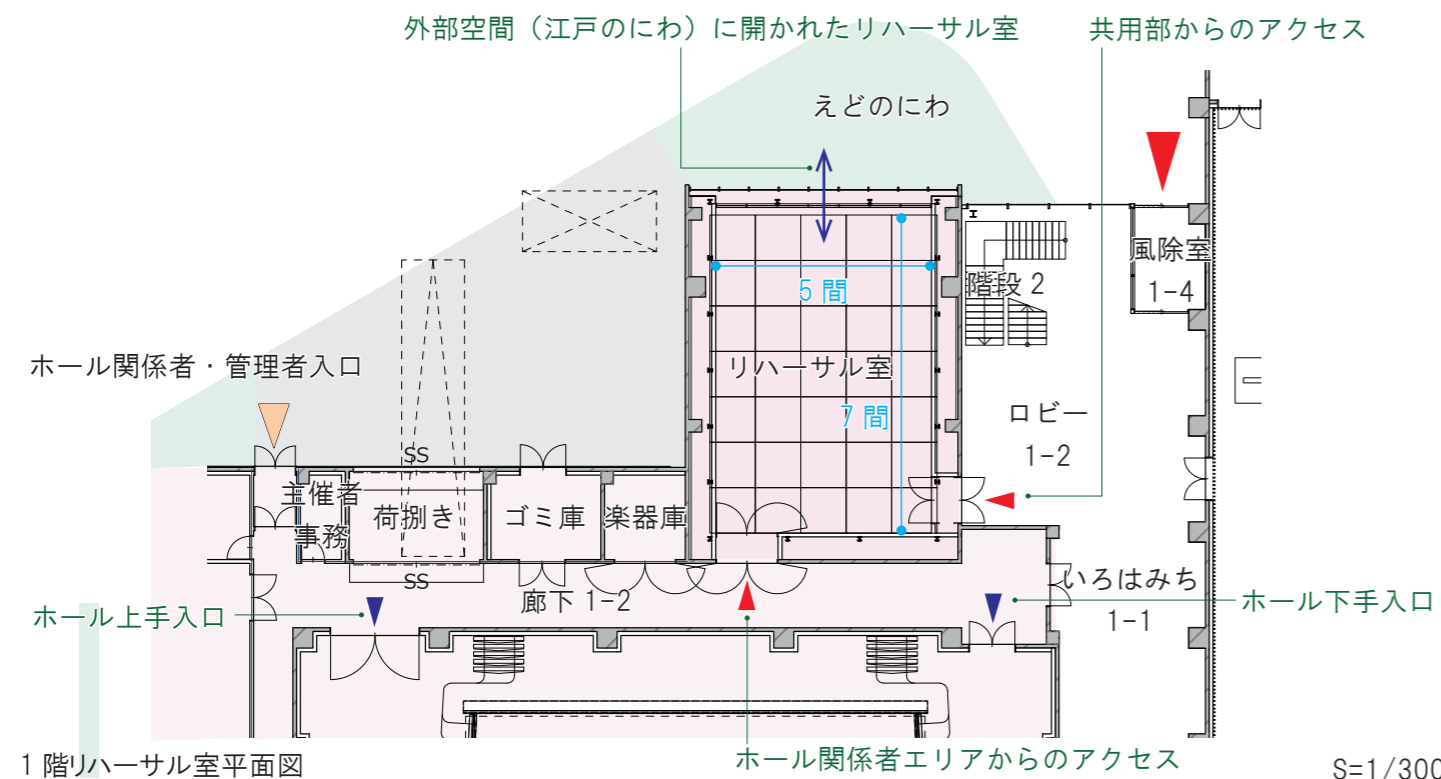 外部空間（江戸のにわ）に開かれたリハーサル室
共用部からのアクセス
えどのにわ
風除室
1-4
階段 2
5 間
ホール関係者・管理者入口
リハーサル室
7 間
ロビー
1-2
SS
主催者
事務
荷捌き
ゴミ庫
楽器庫
SS
廊下 1-2
いろはみち
1-1
ホール上手入口
ホール下手入口
1 階リハーサル室平面図
ホール関係者エリアからのアクセス
S=1/300